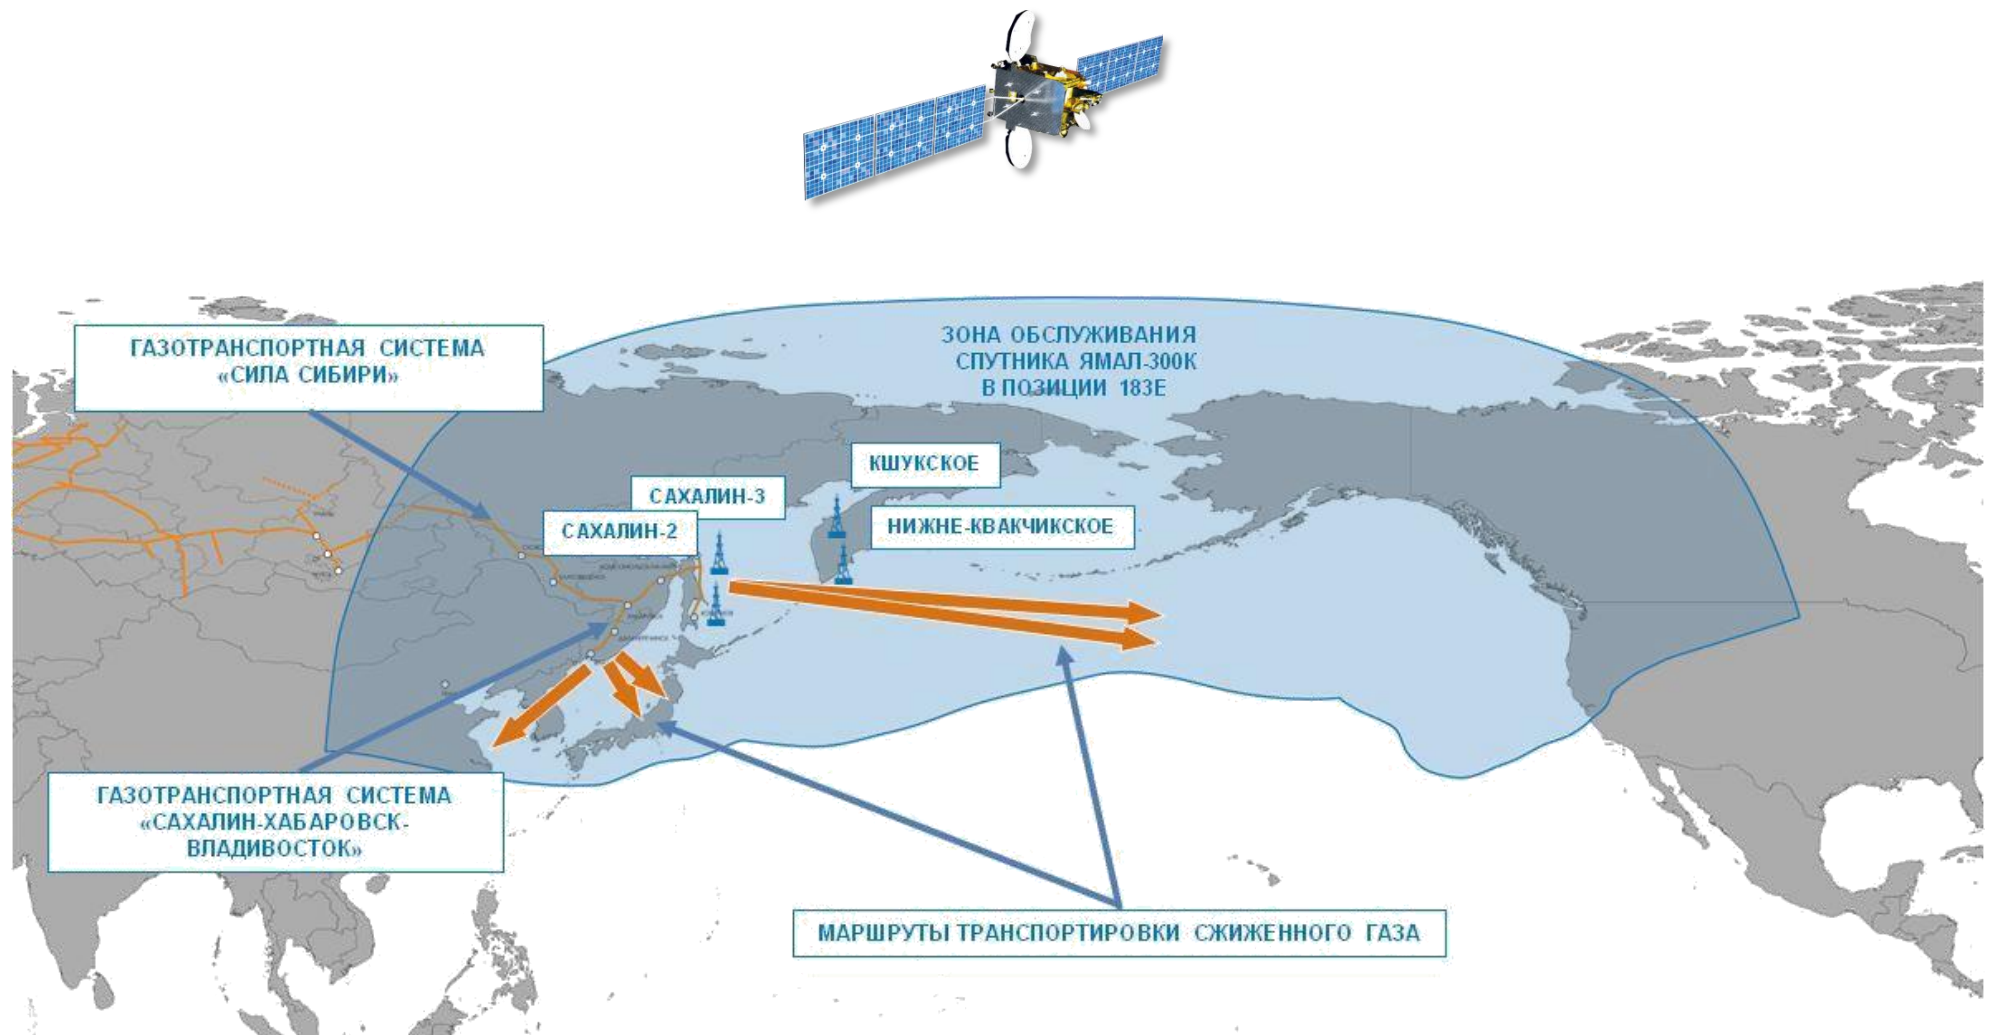 ЗОНА ОБСЛУЖИВАНИЯ
СПУТНИКА ЯМАЛ-300К
В ПОЗИЦИИ 183Е
ГАЗОТРАНСПОРТНАЯ СИСТЕМА
«СИЛА СИБИРИ»
КШУКСКОЕ
САХАЛИН-3
САХАЛИН-2
НИЖНЕ-КВАКЧИКСКОЕ
ГАЗОТРАНСПОРТНАЯ СИСТЕМА
«САХАЛИН-ХАБАРОВСК-
ВЛАДИВОСТОК»
МАРШРУТЫ ТРАНСПОРТИРОВКИ СЖИЖЕННОГО ГАЗА